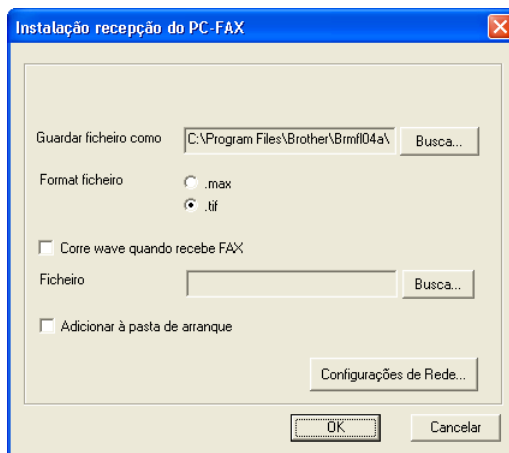 Instalação recepção do PC-FAX
Guardar ficheiro como C:\Program Files\Brother\Brmfl04a\ Busca...
Format ficheiro .max
.tif
Corre wave quando recebe FAX
Ficheiro Busca...
Adicionar à pasta de arranque
Configurações de Rede...
OK Cancelar